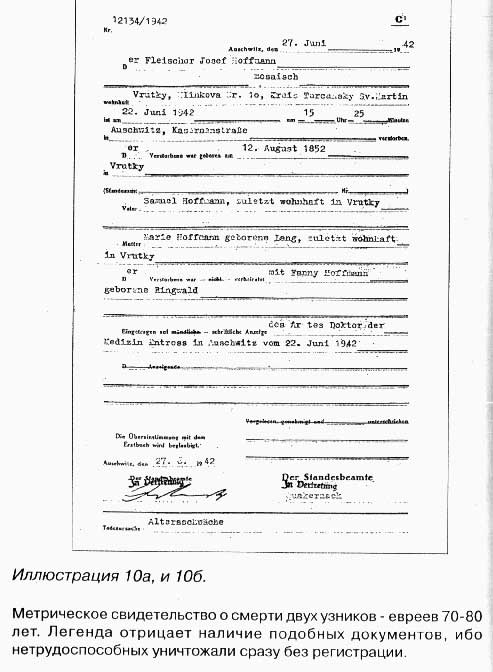 12134/1942
C¹
Nr.
Auschwitz, den 27. Juni 1942
Der Fleischer Josef Hoffmann
mosaisch
wohnhaft Vrutky, Hlinkova Nr. 10, Kreis Turcansky Sv.Martin
ist am 22. Juni 1942 um 15 Uhr 25 Minuten
in Auschwitz, Kasernenstraße verstorben.
Der Verstorbene war geboren am 12. August 1852
in Vrutky
(Standesamt Nr.
Vater Samuel Hoffmann, zuletzt wohnhaft in Vrutky
Mutter Marie Hoffmann geborene Lang, zuletzt wohnhaft
in Vrutky
Der Verstorbene war – nicht – verheiratet mit Fanny Hoffmann
geborene Ringwald
Eingetragen auf mündliche – schriftliche Anzeige des Ar tes Doktor der
Medizin Entress in Auschwitz vom 22. Juni 1942
D Anzeigende
Vorgelesen, genehmigt und unterschrieben
Die Übereinstimmung mit dem
Erstbuch wird beglaubigt.
Auschwitz, den 27. 6. 1942
Der Standesbeamte
In Vertretung
Der Standesbeamte
In Vertretung
Quakernack
Todesursache Altersschwäche
Иллюстрация 10а, и 10б.
Метрическое свидетельство о смерти двух узников - евреев 70-80
лет. Легенда отрицает наличие подобных документов, ибо
нетрудоспособных уничтожали сразу без регистрации.